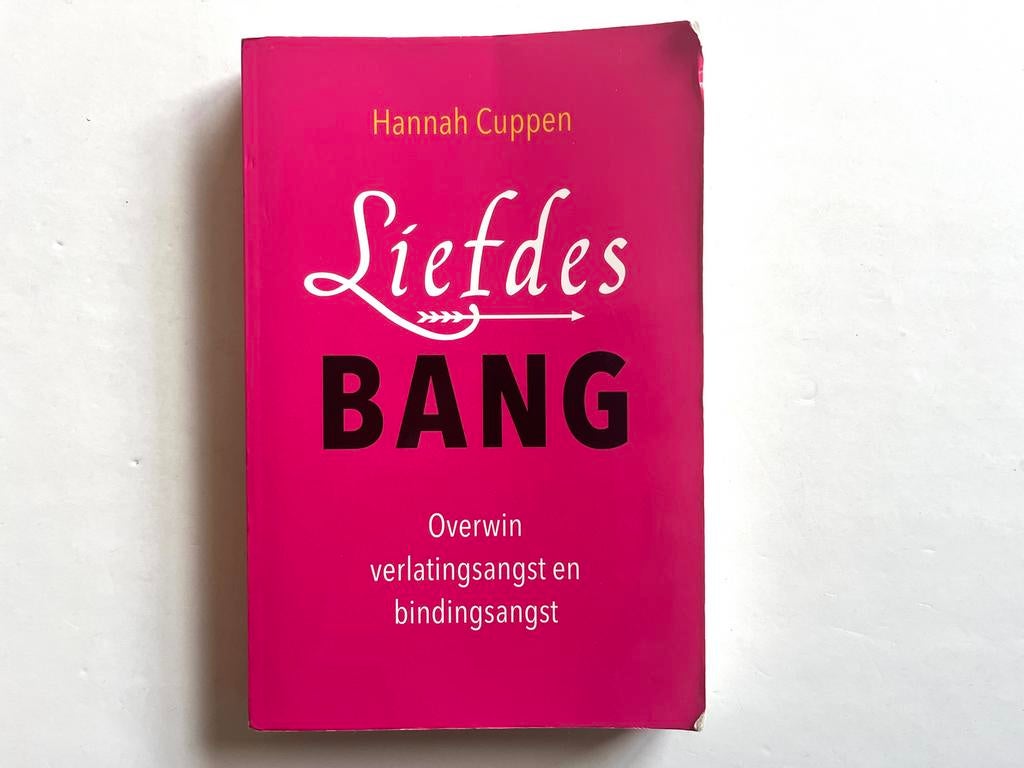 Hannah Cuppen
Liefdes
BANG
Overwin
verlatingsangst en
bindingsangst